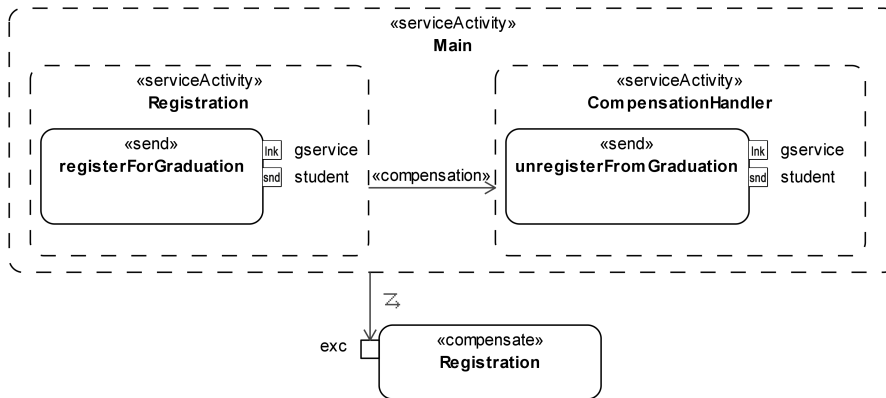 «serviceActivity»
Main
«serviceActivity»
Registration
«send»
registerForGraduation
lnk gservice
snd student
«compensation»
«serviceActivity»
CompensationHandler
«send»
unregisterFromGraduation
lnk gservice
snd student
exc
«compensate»
Registration